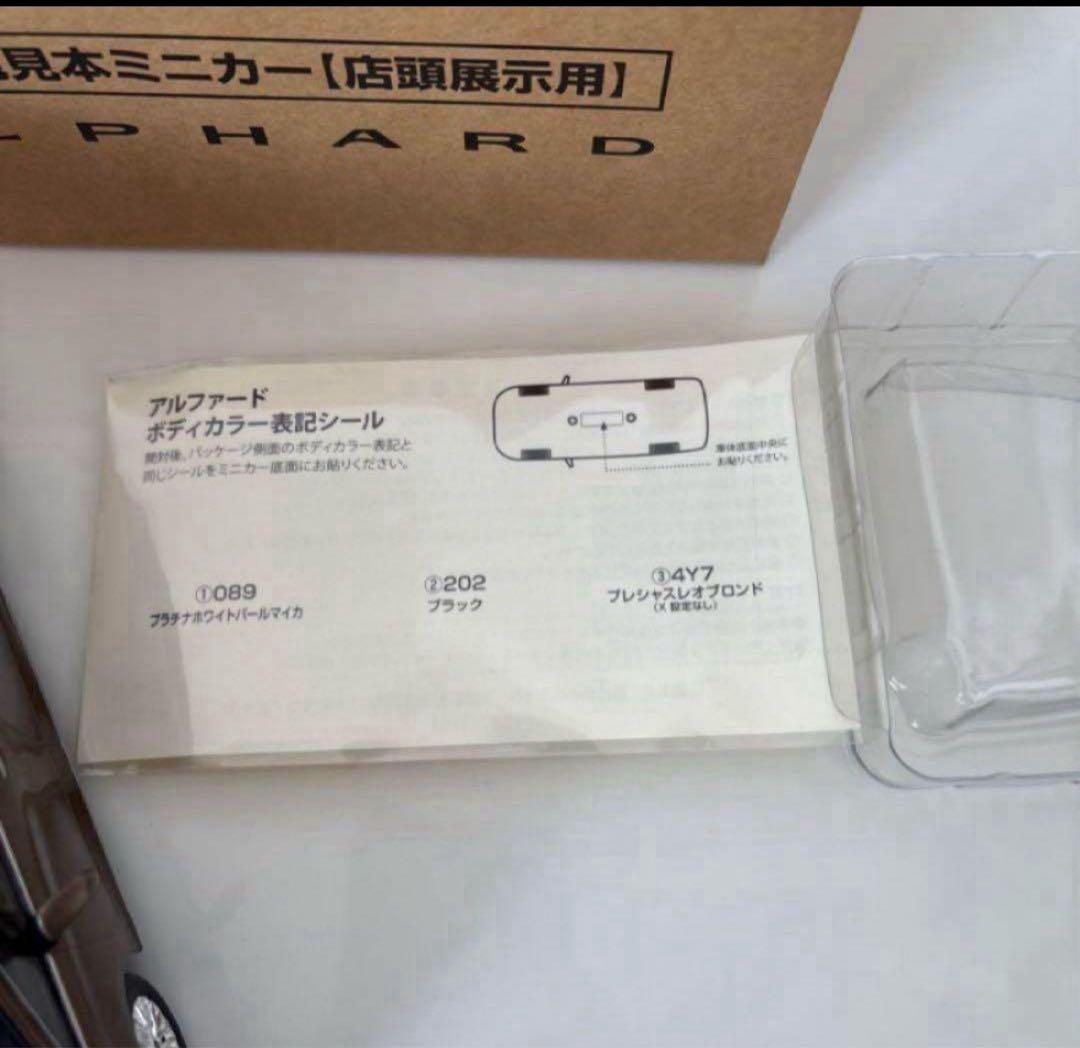 見本ミニカー【店頭展示用】
LPHARD
アルファード
ボディカラー表記シール
開封後、パッケージ側面のボディカラー表記と
同じシールをミニカー底面にお貼りください。
車体底面中央に
お貼りください。
①089
プラチナホワイトパールマイカ
②202
ブラック
③4Y7
プレシャスレオブロンド
(X 設定なし)